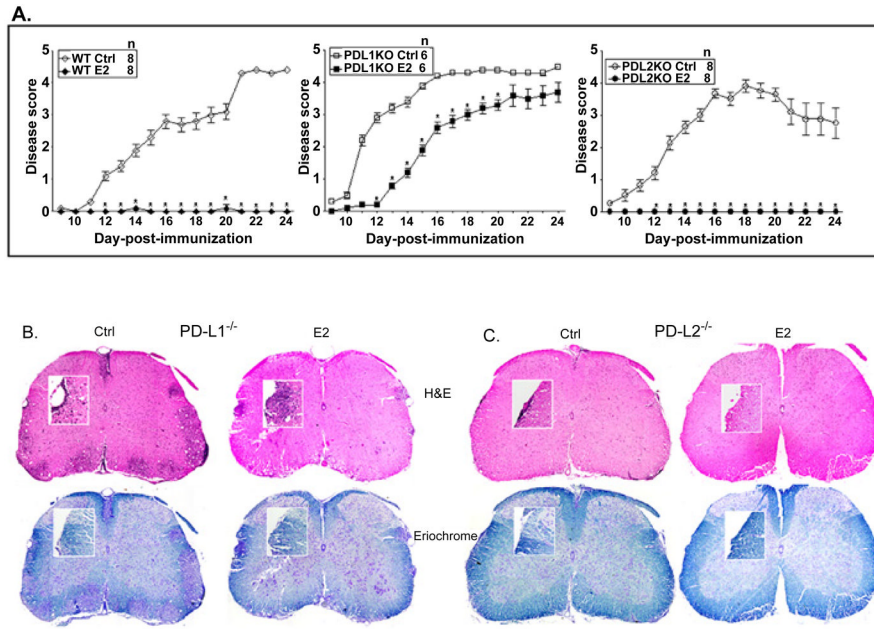 A.
n
WT Ctrl 8
WT E2 8
Disease score
5
4
3
2
1
0
10 12 14 16 18 20 22 24
Day-post-immunization
n
PDL1KO Ctrl 6
PDL1KO E2 6
Disease score
5
4
3
2
1
0
10 12 14 16 18 20 22 24
Day-post-immunization
n
PDL2KO Ctrl 8
PDL2KO E2 8
Disease score
5
4
3
2
1
0
10 12 14 16 18 20 22 24
Day-post-immunization
B.
Ctrl PD-L1-/- E2
C.
Ctrl PD-L2-/- E2
H&E
Eriochrome